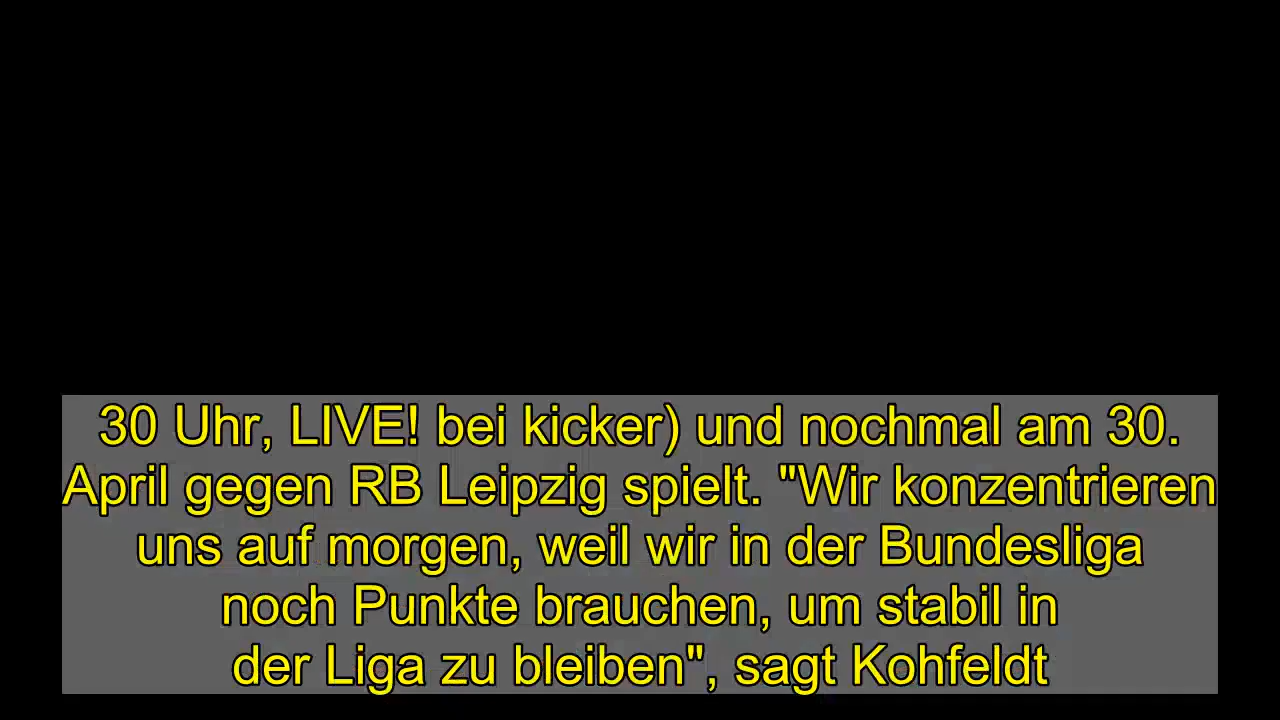 30 Uhr, LIVE! bei kicker) und nochmal am 30.
April gegen RB Leipzig spielt. "Wir konzentrieren
uns auf morgen, weil wir in der Bundesliga
noch Punkte brauchen, um stabil in
der Liga zu bleiben", sagt Kohfeldt